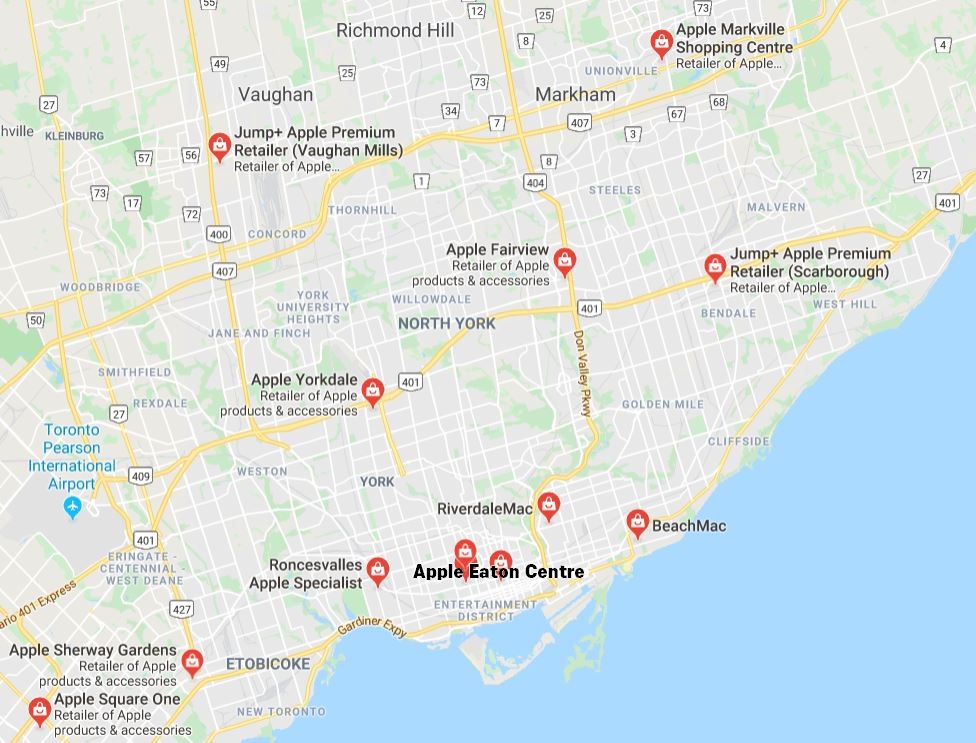 55
12
25
73
Richmond Hill
8
Apple Markville
Shopping Centre
Retailer of Apple...
4
49
25
73
UNIONVILLE
Vaughan
Markham
68
27
34
67
7
407
3
hville
KLEINBURG
Jump+ Apple Premium
Retailer (Vaughan Mills)
Retailer of Apple...
57
56
8
1
404
27
73
17
STEELES
401
72
THORNHILL
MALVERN
400
CONCORD
Apple Fairview
Retailer of Apple
products & accessories
Jump+ Apple Premium
Retailer (Scarborough)
Retailer of Apple...
407
WOODBRIDGE
YORK
UNIVERSITY
HEIGHTS
WILLOWDALE
401
WEST HILL
50
NORTH YORK
BENDALE
JANE AND FINCH
Don Valley Pkwy
SMITHFIELD
Apple Yorkdale
Retailer of Apple
products & accessories
401
REXDALE
27
GOLDEN MILE
Toronto
Pearson
International
Airport
CLIFFSIDE
409
WESTON
YORK
RiverdaleMac
BeachMac
401
ERINGATE -
CENTENNIAL -
WEST DEANE
Roncesvalles
Apple Specialist
Apple Eaton Centre
ario 401 Express
427
ENTERTAINMENT
DISTRICT
Gardiner Expy
Apple Sherway Gardens
Retailer of Apple
products & accessories
ETOBICOKE
Apple Square One
Retailer of Apple
products & accessories
NEW TORONTO